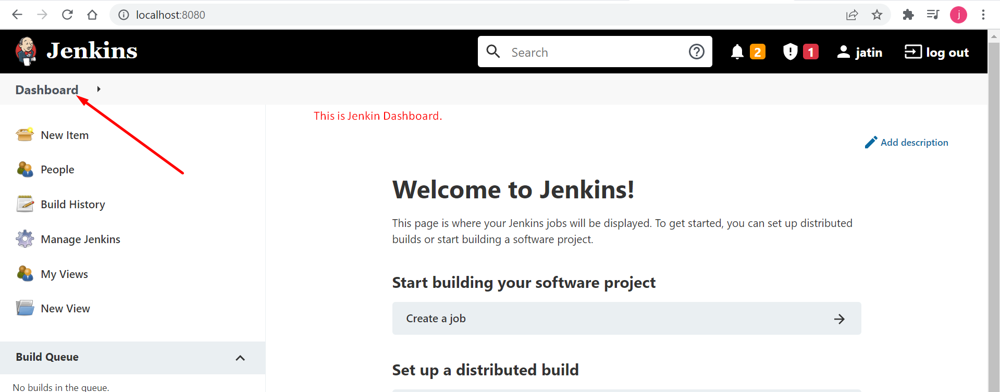 localhost:8080
j
Jenkins
Search
2
1
jatin
log out
Dashboard
This is Jenkin Dashboard.
New Item
People
Build History
Manage Jenkins
My Views
New View
Build Queue
No builds in the queue.
Add description
Welcome to Jenkins!
This page is where your Jenkins jobs will be displayed. To get started, you can set up distributed
builds or start building a software project.
Start building your software project
Create a job
Set up a distributed build